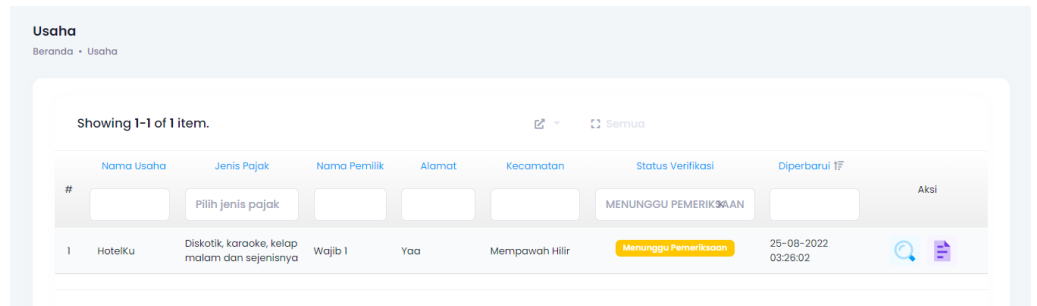 Usaha
Beranda • Usaha
Showing 1-1 of 1 item.
Semua
Nama Usaha Jenis Pajak Nama Pemilik Alamat Kecamatan Status Verifikasi Diperbarui
# Aksi
Pilih jenis pajak MENUNGGU PEMERIKSAAN
1 HotelKu Diskotik, karaoke, kelap Wajib 1 Yaa Mempawah Hilir Menunggu Pemeriksaan 25-08-2022
malam dan sejenisnya 03:26:02